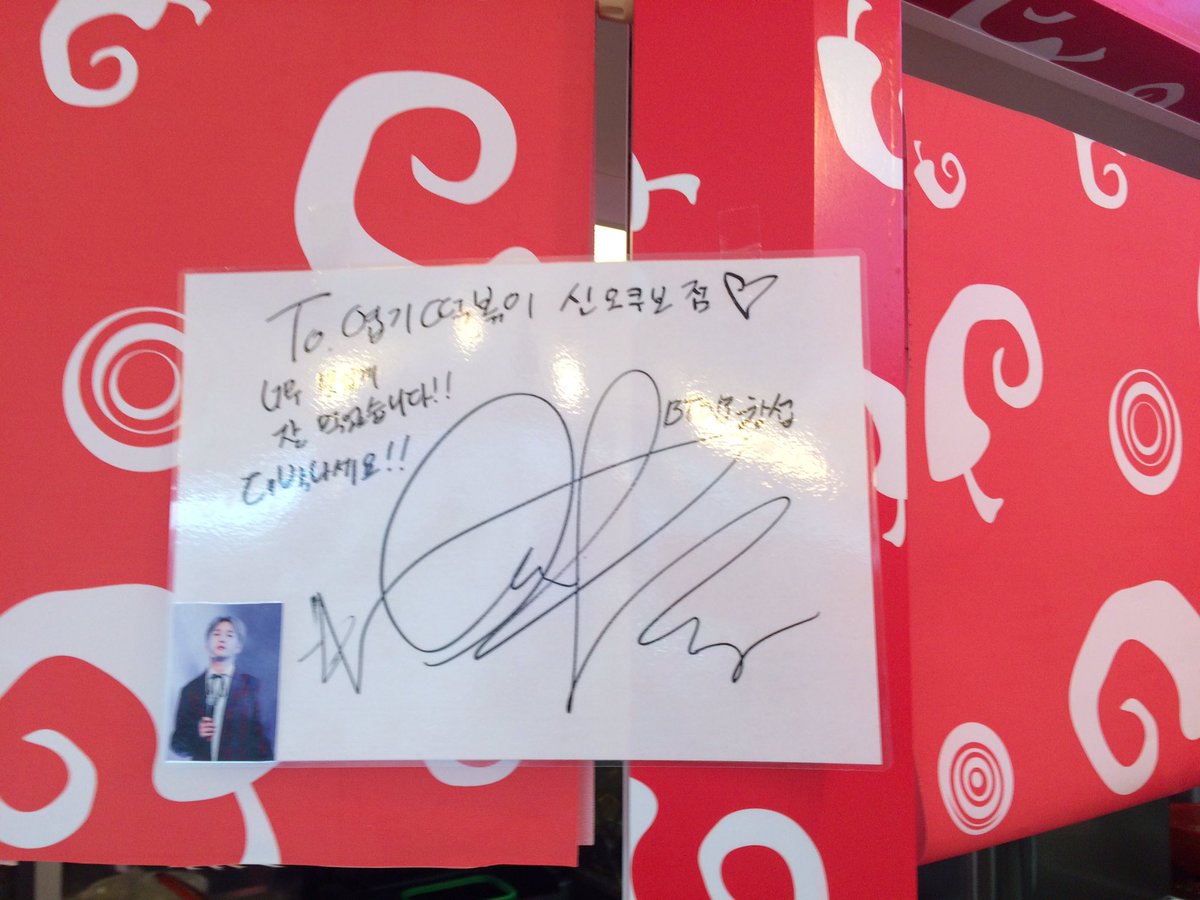 To. 엽기떡볶이 신오쿠보점♡
너무
잘 먹었습니다!!
대박나세요!!
창섭